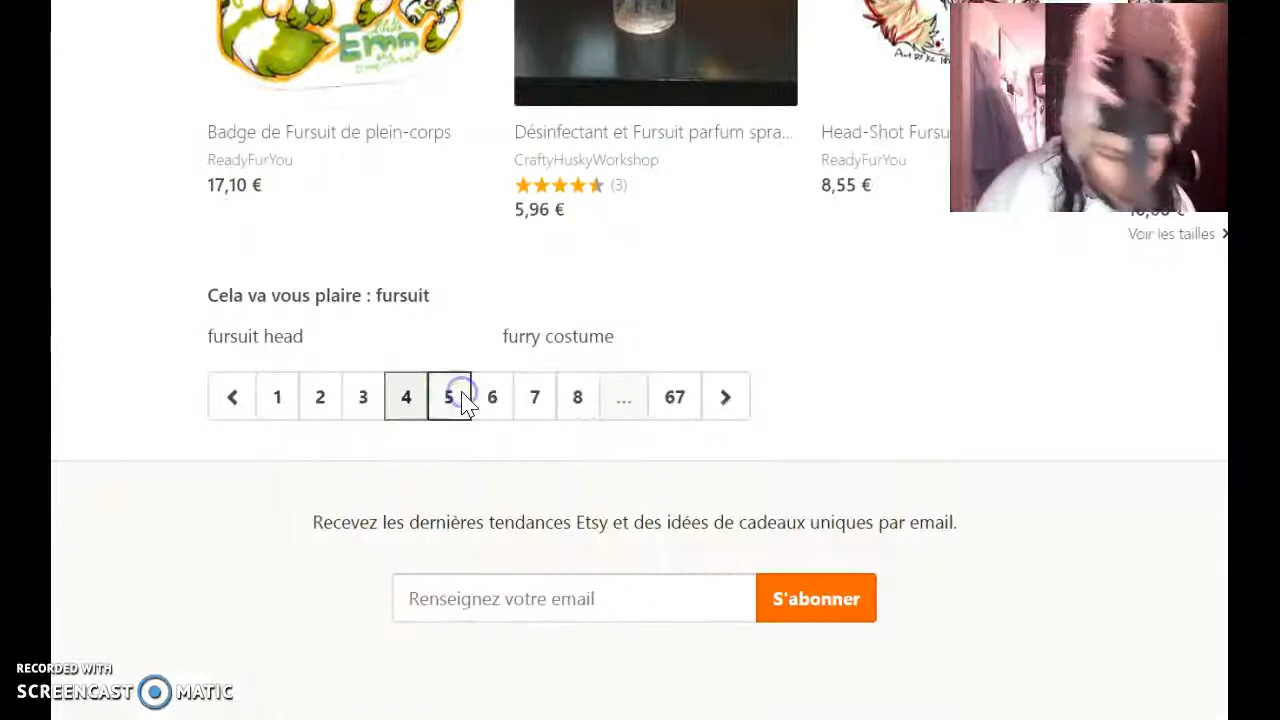 Emm
Badge de Fursuit de plein-corps
Désinfectant et Fursuit parfum spra...
Head-Shot Fursu
ReadyFurYou
CraftyHuskyWorkshop
ReadyFurYou
17,10 €
(3)
8,55 €
5,96 €
Voir les tailles
Cela va vous plaire : fursuit
fursuit head
furry costume
1 2 3 4 5 6 7 8 ... 67
Recevez les dernières tendances Etsy et des idées de cadeaux uniques par email.
Renseignez votre email
S'abonner
RECORDED WITH
SCREENCAST MATIC